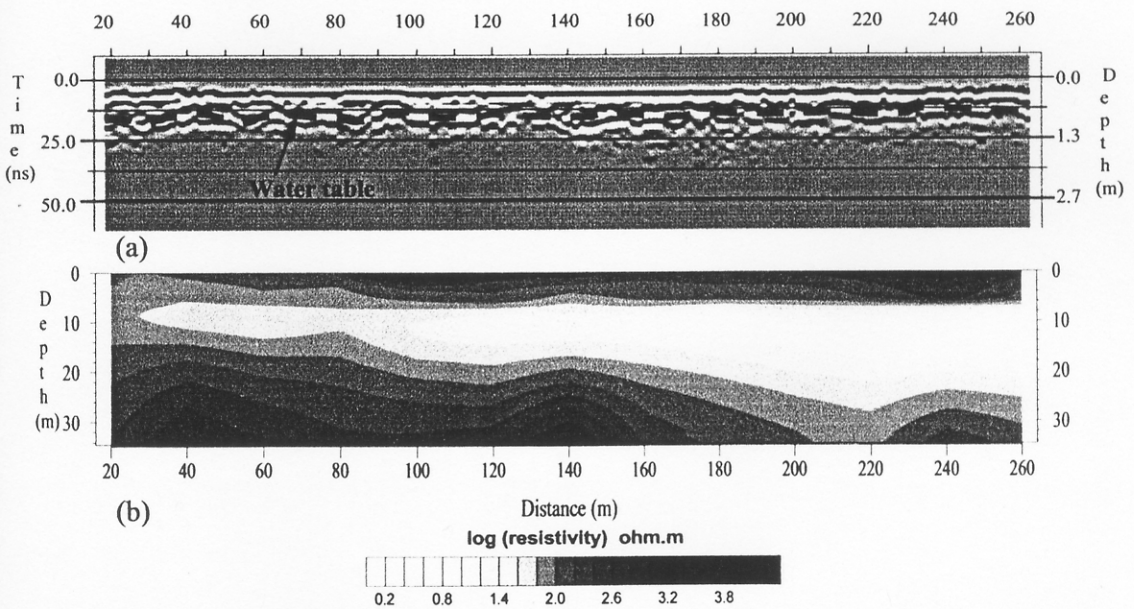 20 40 60 80 100 120 140 160 180 200 220 240 260
Time (ns)
0.0
25.0
50.0
Water table
0.0
1.3
2.7
Depth (m)
(a)
Depth (m)
0
10
20
30
0
10
20
30
20 40 60 80 100 120 140 160 180 200 220 240 260
(b)
Distance (m)
log (resistivity) ohm.m
0.2 0.8 1.4 2.0 2.6 3.2 3.8